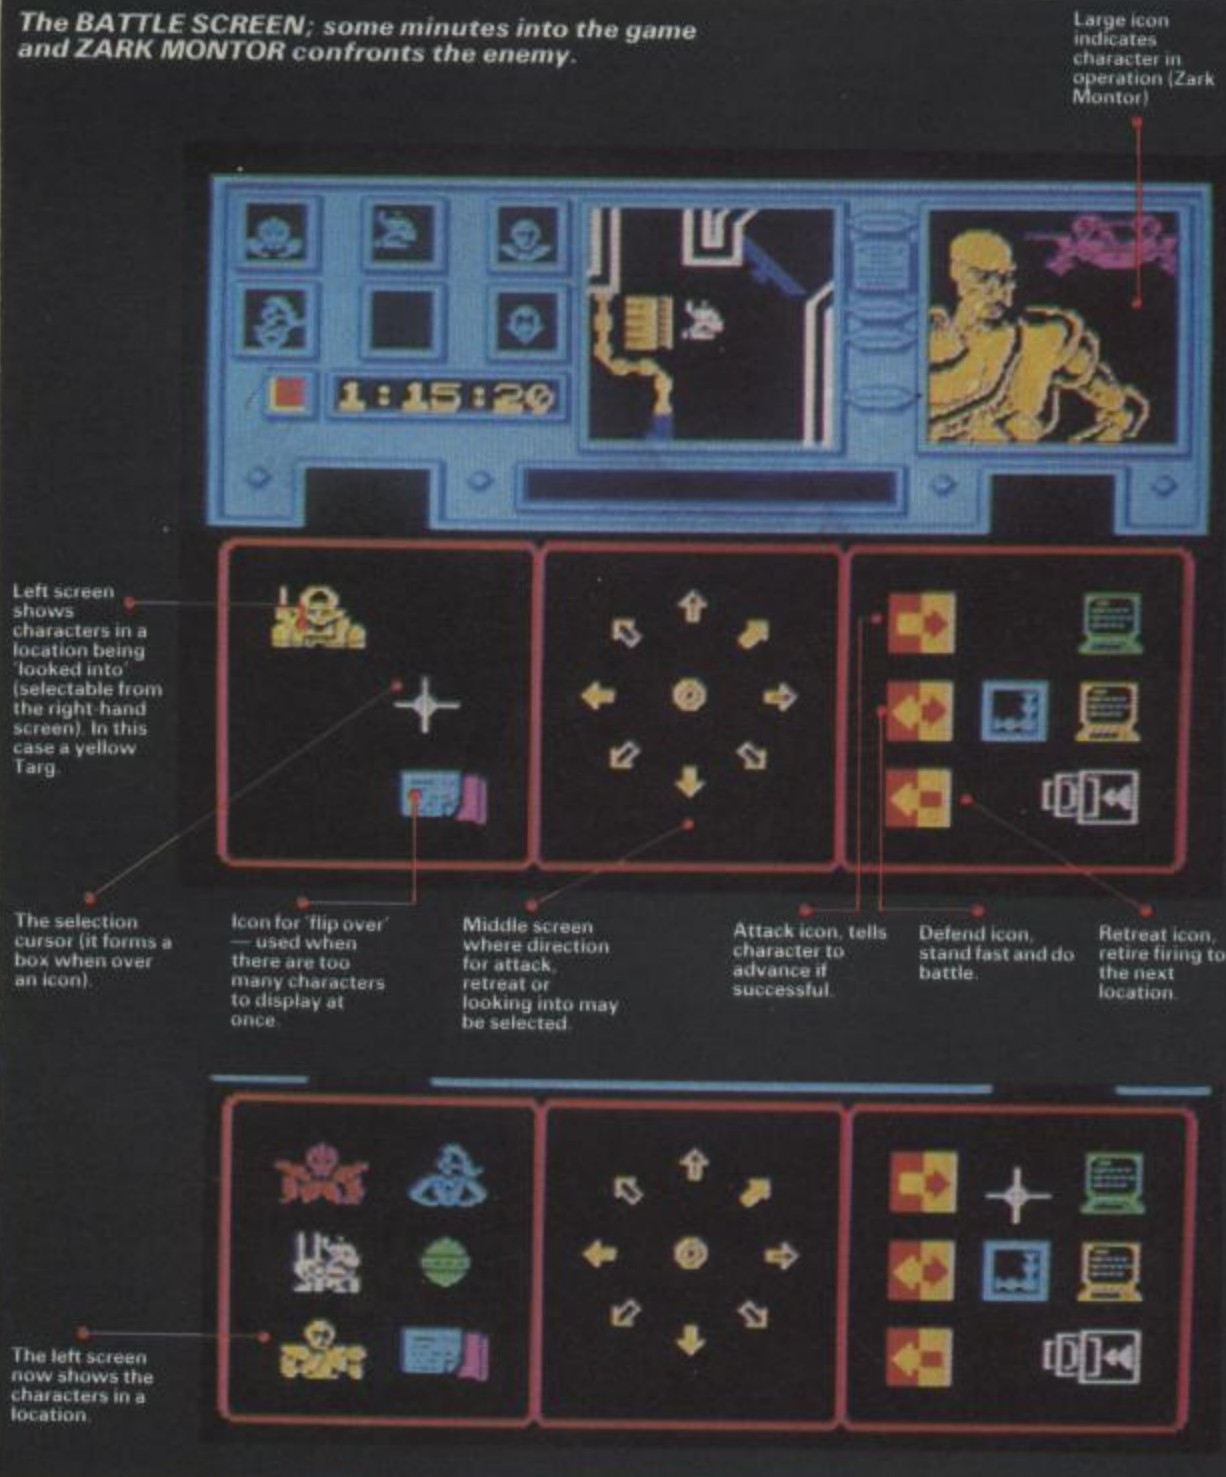 The BATTLE SCREEN; some minutes into the game
and ZARK MONTOR confronts the enemy.
Large icon
indicates
character in
operation (Zark
Montor)
1:15:20
Left screen
shows
characters in a
location being
'looked into'
(selectable from
the right-hand
screen). In this
case a yellow
Targ.
The selection
cursor (it forms a
box when over
an icon).
Icon for 'flip over'
— used when
there are too
many characters
to display at
once.
Middle screen
where direction
for attack,
retreat or
looking into may
be selected.
Attack icon, tells
character to
advance if
successful.
Defend icon,
stand fast and do
battle.
Retreat icon,
retire firing to
the next
location.
The left screen
now shows the
characters in a
location.